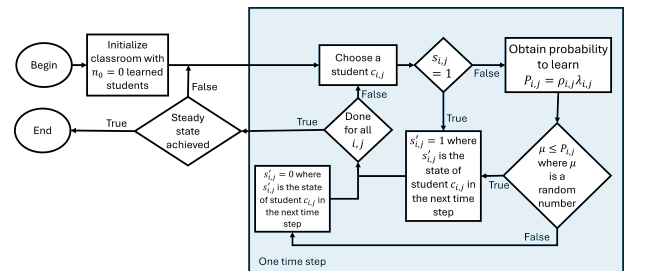 Begin
Initialize
classroom with
n₀ = 0 learned
students
Choose a
student cᵢ,ⱼ
sᵢ,ⱼ
= 1
False
Obtain probability
to learn
Pᵢ,ⱼ = ρᵢ,ⱼλᵢ,ⱼ
False
False
True
End
True
Steady
state
achieved
True
Done
for all
i, j
s′ᵢ,ⱼ = 1 where
s′ᵢ,ⱼ is the
state of
student cᵢ,ⱼ in
the next time
step
μ ≤ Pᵢ,ⱼ
where μ
is a
random
number
True
s′ᵢ,ⱼ = 0 where
s′ᵢ,ⱼ is the state
of student cᵢ,ⱼ in
the next time
step
False
One time step